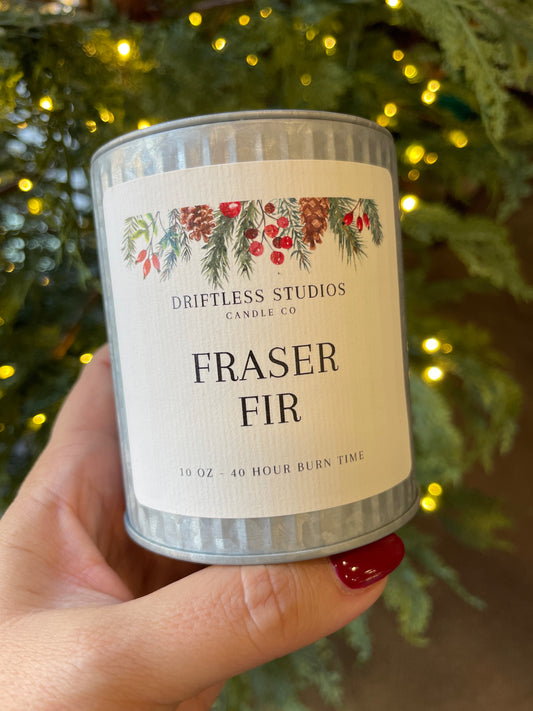 DRIFTLESS STUDIOS
CANDLE CO
FRASER
FIR
10 OZ - 40 HOUR BURN TIME